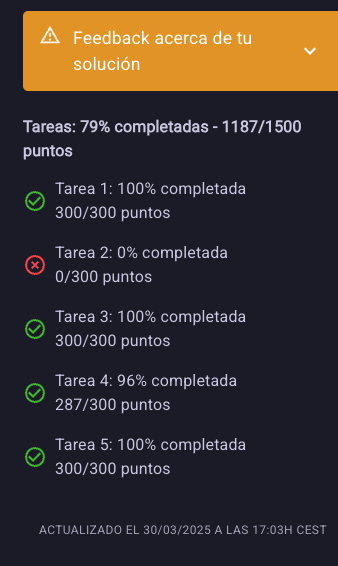 Feedback acerca de tu
solución
Tareas: 79% completadas - 1187/1500
puntos
Tarea 1: 100% completada
300/300 puntos
Tarea 2: 0% completada
0/300 puntos
Tarea 3: 100% completada
300/300 puntos
Tarea 4: 96% completada
287/300 puntos
Tarea 5: 100% completada
300/300 puntos
ACTUALIZADO EL 30/03/2025 A LAS 17:03H CEST